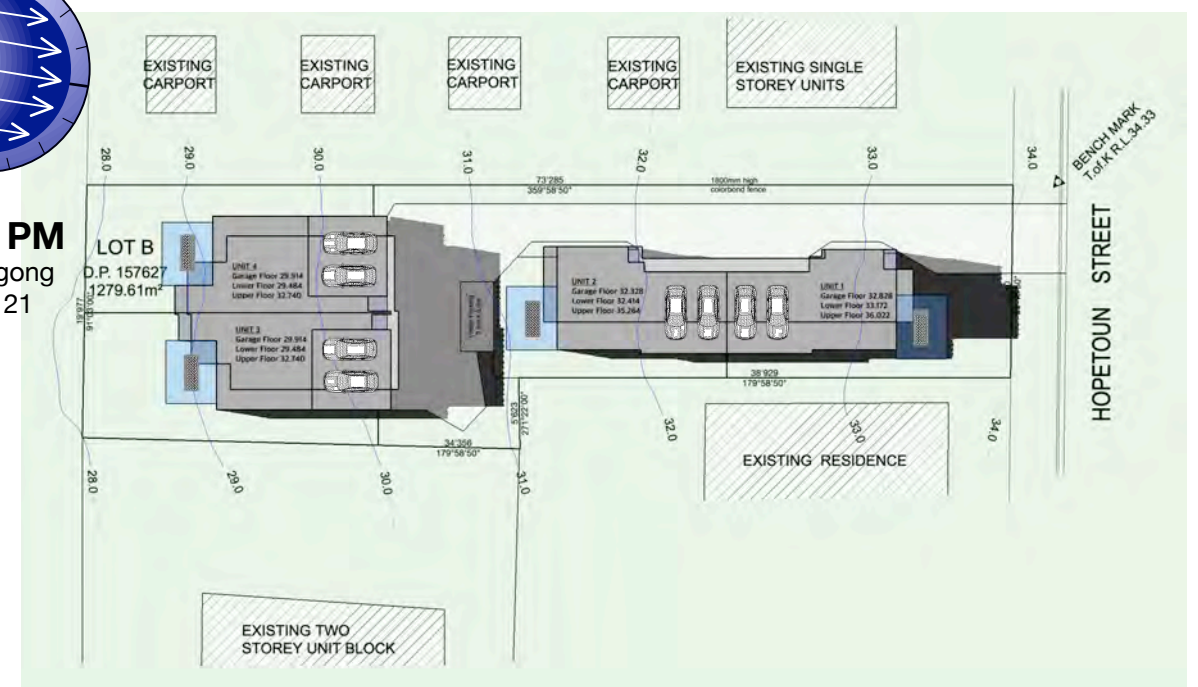 EXISTING
CARPORT
EXISTING
CARPORT
EXISTING
CARPORT
EXISTING
CARPORT
EXISTING SINGLE
STOREY UNITS
BENCH MARK
T.of.K R.L.34.33
28.0
29.0
30.0
31.0
32.0
33.0
34.0
73'285
359°58'50"
1800mm high
colorbond fence
PM
gong
21
LOT B
D.P. 157627
1279.61m²
UNIT 4
Garage Floor 29.914
Lower Floor 29.484
Upper Floor 32.740
UNIT 3
Garage Floor 29.914
Lower Floor 29.484
Upper Floor 32.740
UNIT 2
Garage Floor 32.328
Lower Floor 32.414
Upper Floor 35.264
UNIT 1
Garage Floor 32.828
Lower Floor 33.172
Upper Floor 36.022
HOPETOUN STREET
38'929
179°58'50"
34'356
179°58'50"
28.0
29.0
30.0
31.0
32.0
33.0
34.0
EXISTING RESIDENCE
EXISTING TWO
STOREY UNIT BLOCK